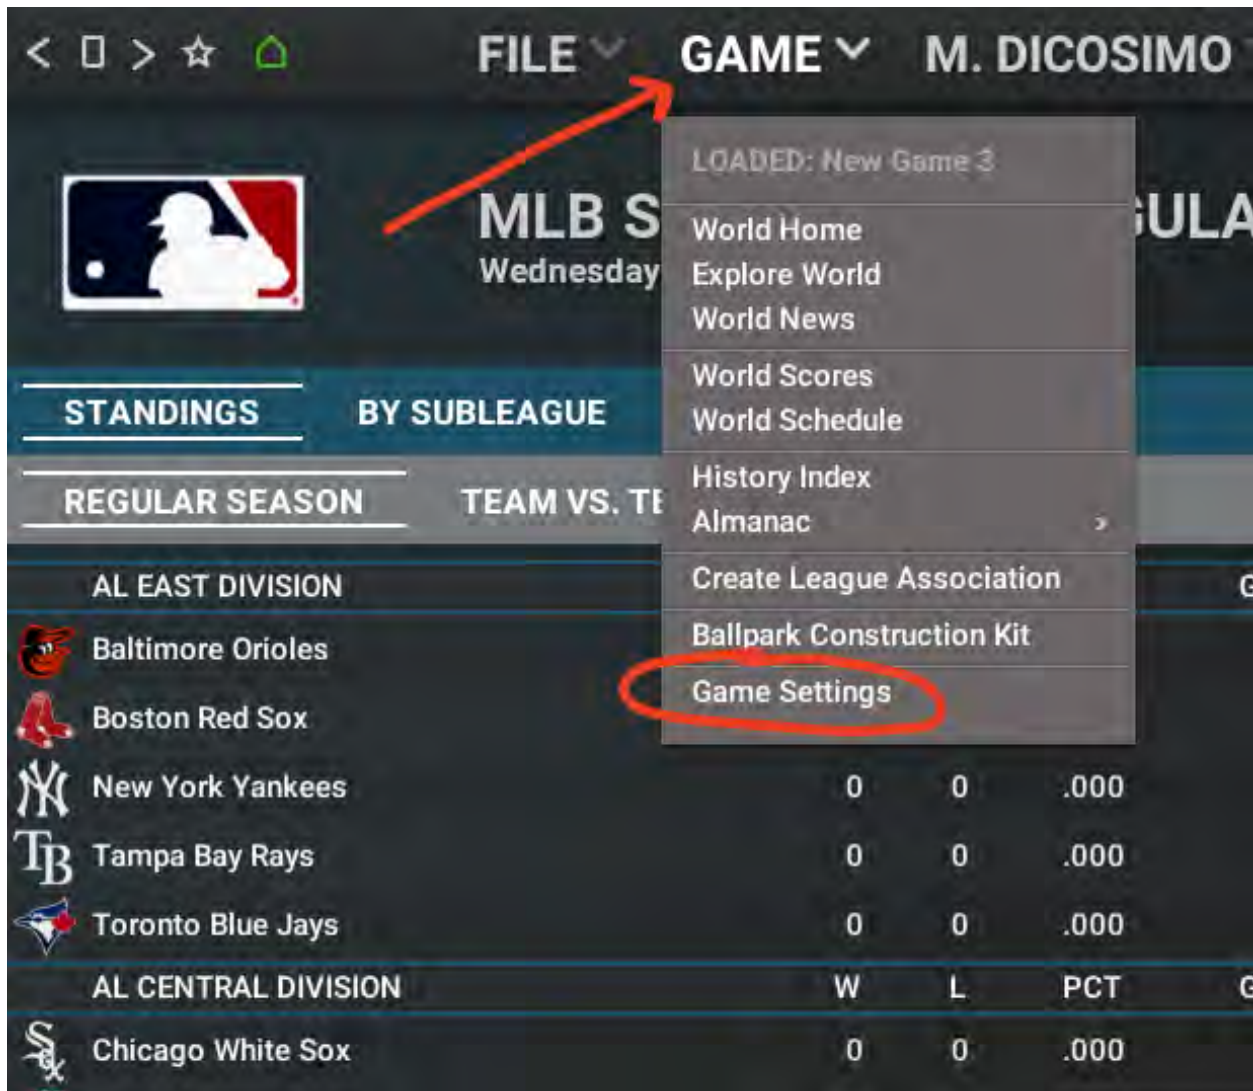 FILE GAME M. DICOSIMO
LOADED: New Game 3
MLB S GULA
Wednesday
World Home
Explore World
World News
World Scores
World Schedule
History Index
Almanac
Create League Association
Ballpark Construction Kit
Game Settings
STANDINGS BY SUBLEAGUE
REGULAR SEASON TEAM VS. TE
AL EAST DIVISION G
Baltimore Orioles
Boston Red Sox
New York Yankees 0 0 .000
TB Tampa Bay Rays 0 0 .000
Toronto Blue Jays 0 0 .000
AL CENTRAL DIVISION W L PCT G
Chicago White Sox 0 0 .000